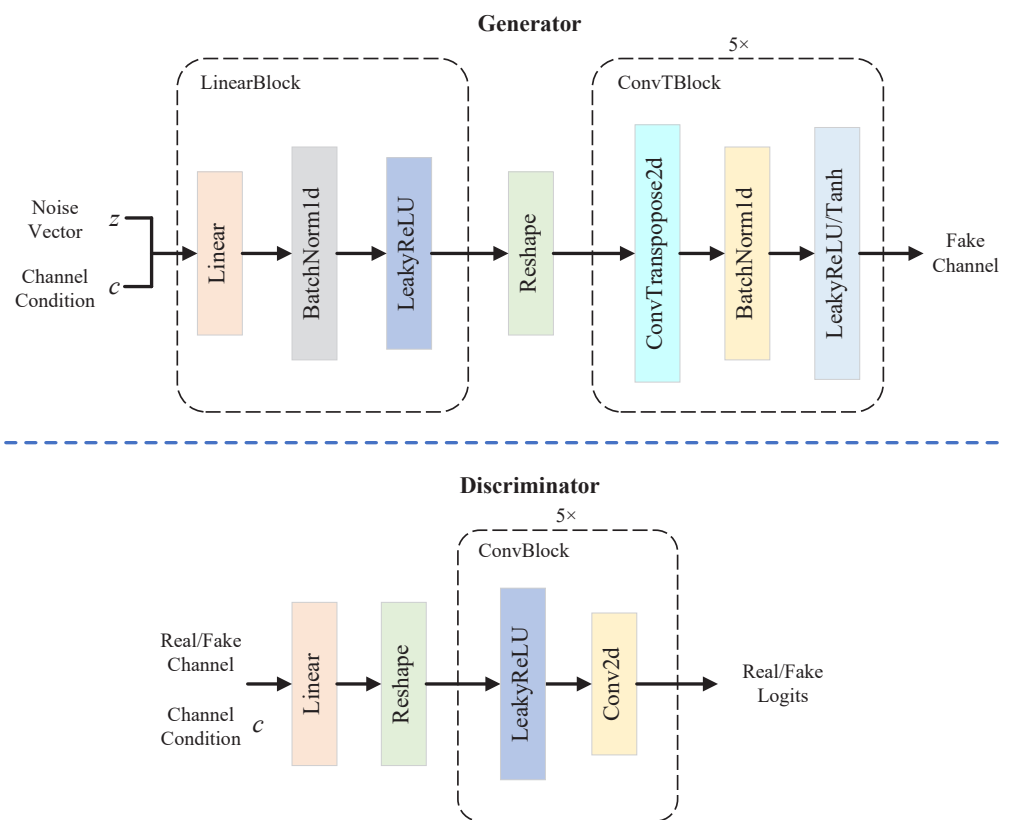 Generator
5×
LinearBlock
ConvTBlock
Noise
Vector
z
Channel
Condition
c
Linear
BatchNorm1d
LeakyReLU
Reshape
ConvTranspopose2d
BatchNorm1d
LeakyReLU/Tanh
Fake
Channel
Discriminator
5×
ConvBlock
Real/Fake
Channel
Channel
Condition
c
Linear
Reshape
LeakyReLU
Conv2d
Real/Fake
Logits